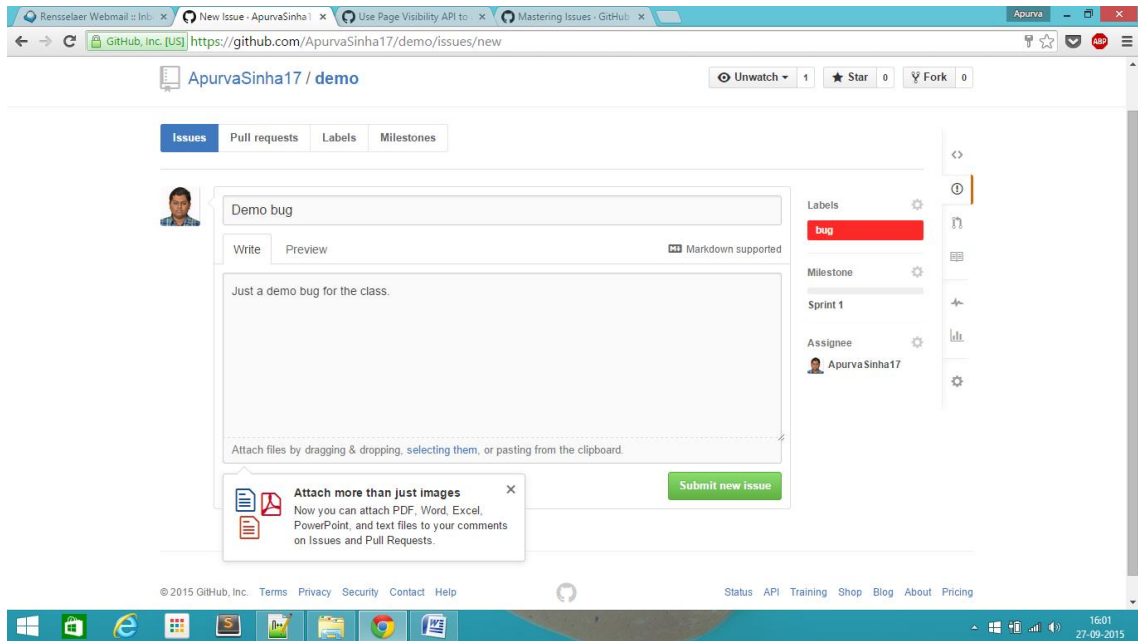 Rensselaer Webmail :: Inb
New Issue · ApurvaSinha1
Use Page Visibility API to
Mastering Issues · GitHub
Apurva
GitHub, Inc. [US] https://github.com/ApurvaSinha17/demo/issues/new
ABP
ApurvaSinha17 / demo
Unwatch 1
Star 0
Fork 0
Issues Pull requests Labels Milestones
Demo bug
Write Preview
Markdown supported
Just a demo bug for the class.
Attach files by dragging & dropping, selecting them, or pasting from the clipboard.
Submit new issue
Attach more than just images
Now you can attach PDF, Word, Excel,
PowerPoint, and text files to your comments
on Issues and Pull Requests.
Labels
bug
Milestone
Sprint 1
Assignee
ApurvaSinha17
© 2015 GitHub, Inc. Terms Privacy Security Contact Help
Status API Training Shop Blog About Pricing
16:01
27-09-2015